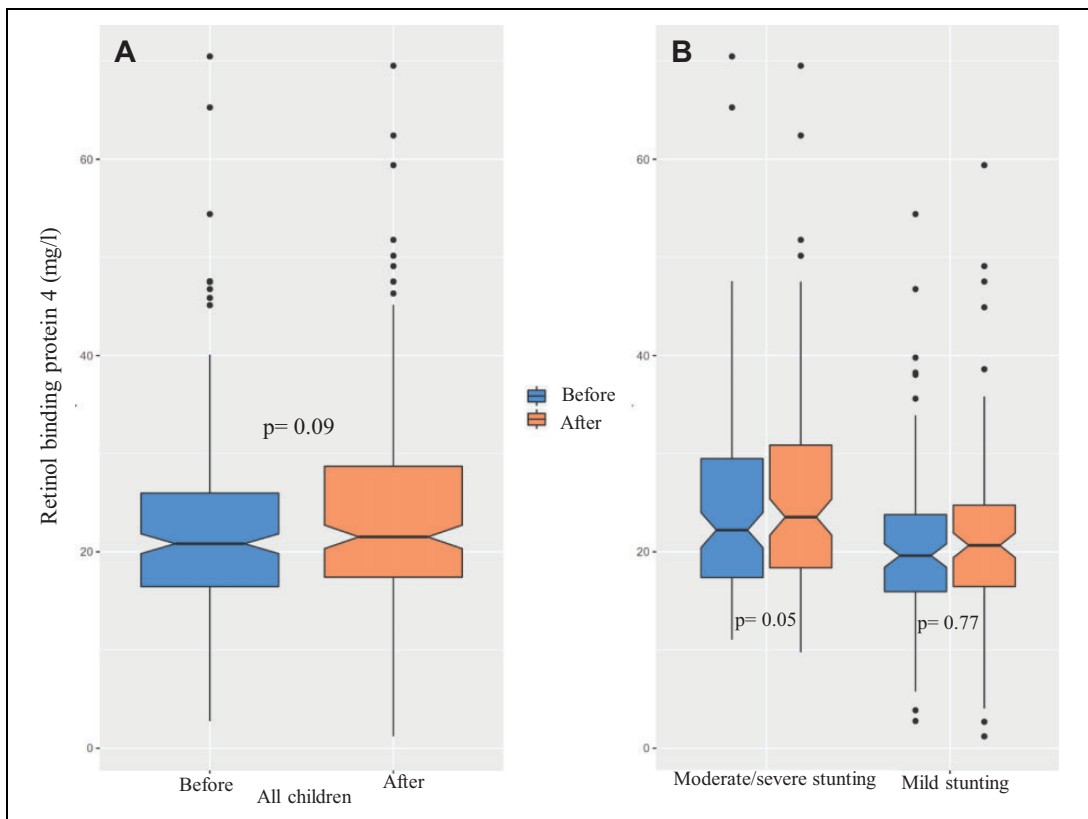 A
B
60
40
20
0
Retinol binding protein 4 (mg/l)
p= 0.09
Before
After
All children
Before
After
60
40
20
0
p= 0.05
p= 0.77
Moderate/severe stunting
Mild stunting